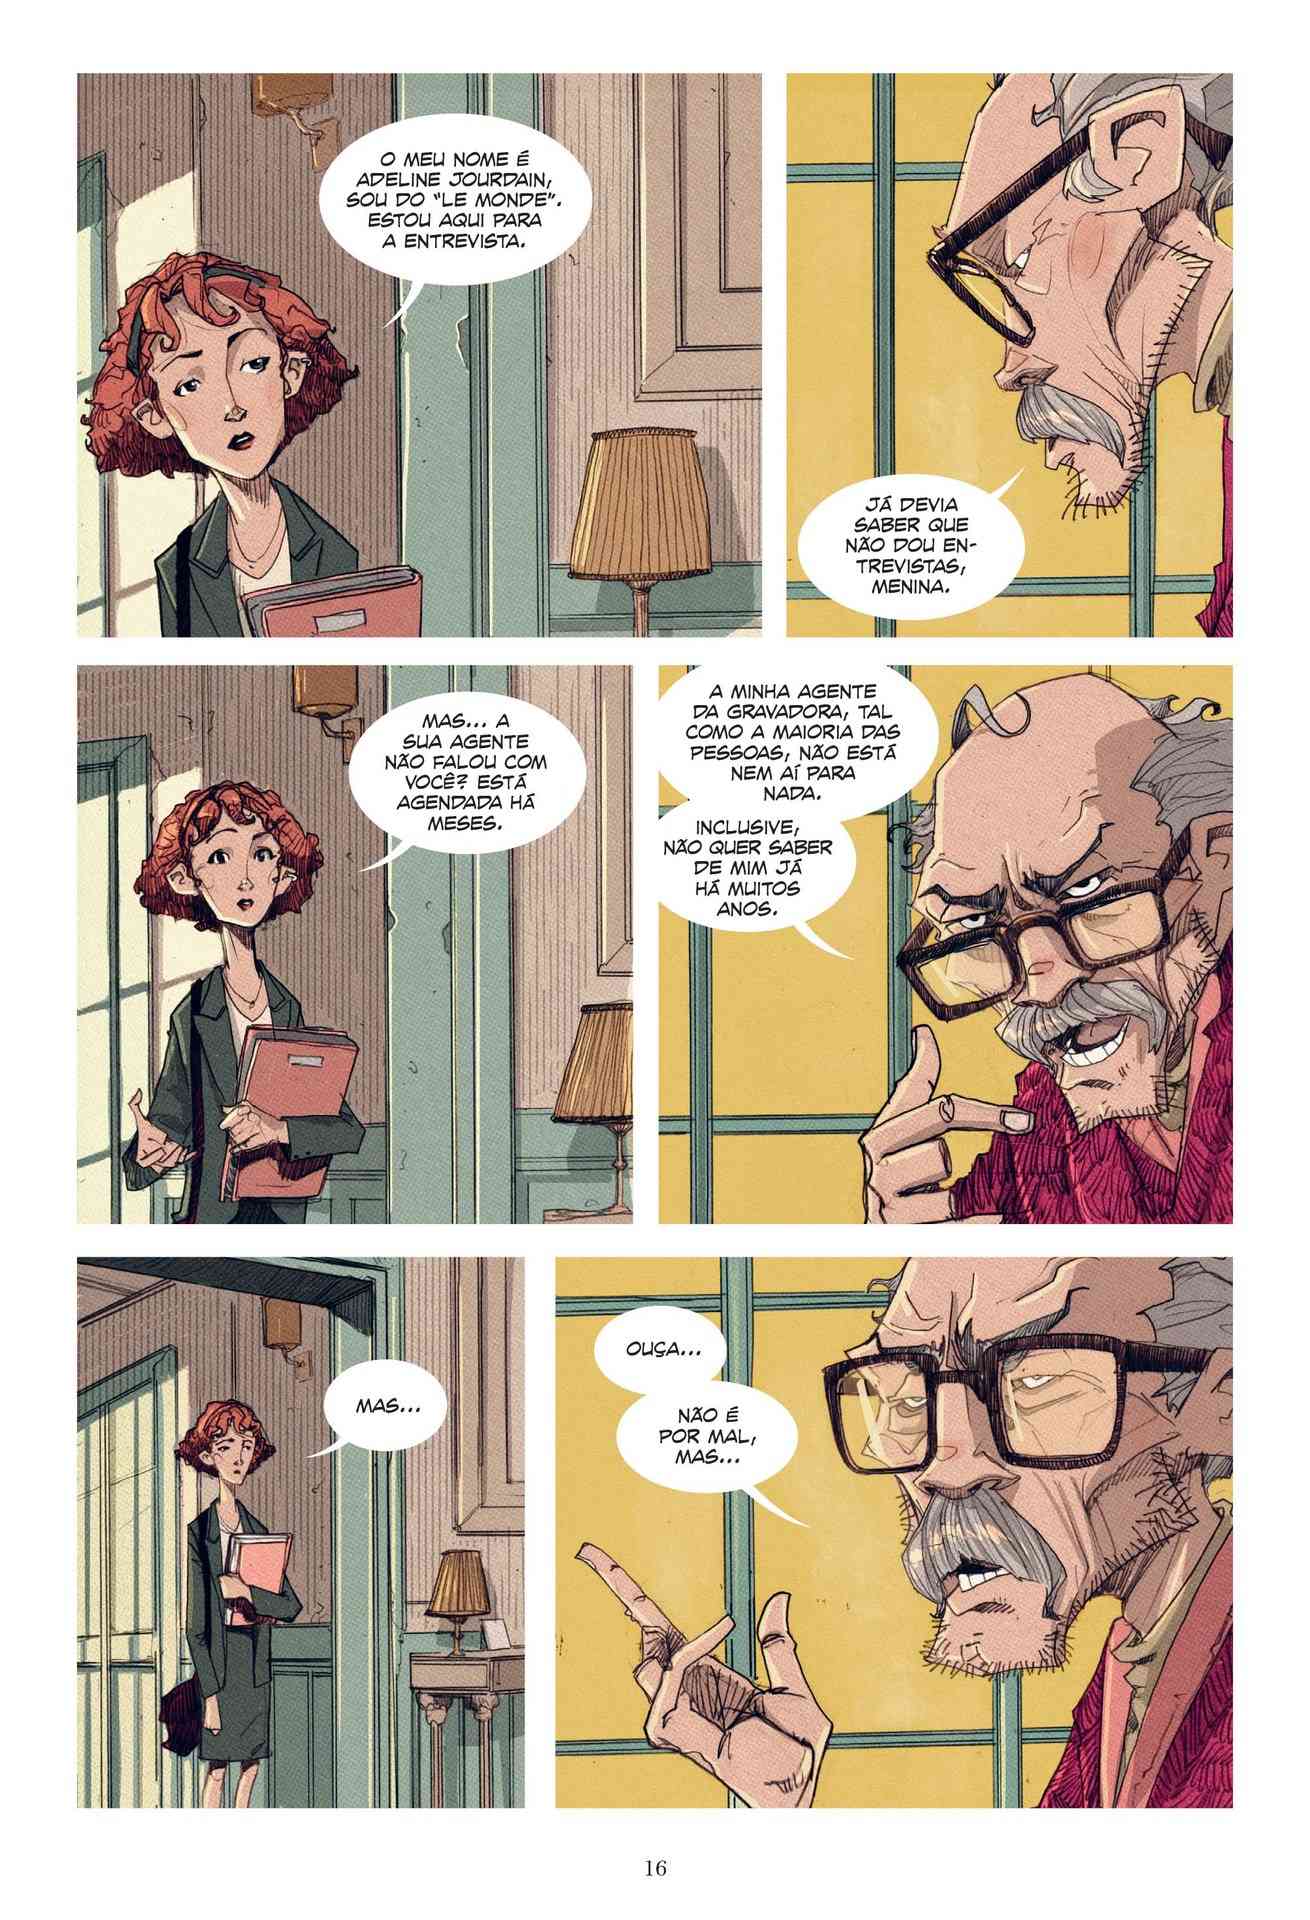 O MEU NOME É
ADELINE JOURDAIN,
SOU DO "LE MONDE".
ESTOU AQUI PARA
A ENTREVISTA.
JÁ DEVIA
SABER QUE
NÃO DOU EN-
TREVISTAS,
MENINA.
MAS... A
SUA AGENTE
NÃO FALOU COM
VOCÊ? ESTÁ
AGENDADA HÁ
MESES.
A MINHA AGENTE
DA GRAVADORA, TAL
COMO A MAIORIA DAS
PESSOAS, NÃO ESTÁ
NEM AÍ PARA
NADA.
INCLUSIVE,
NÃO QUER SABER
DE MIM JÁ
HÁ MUITOS
ANOS.
MAS...
OUÇA...
NÃO É
POR MAL,
MAS...
16